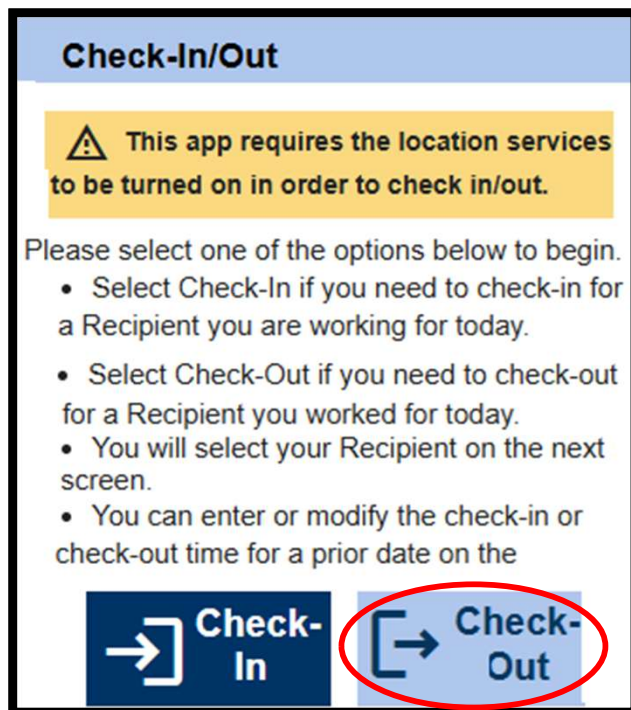 Check-In/Out
This app requires the location services
to be turned on in order to check in/out.
Please select one of the options below to begin.
• Select Check-In if you need to check-in for
a Recipient you are working for today.
• Select Check-Out if you need to check-out
for a Recipient you worked for today.
• You will select your Recipient on the next
screen.
• You can enter or modify the check-in or
check-out time for a prior date on the
Check-
In
Check-
Out